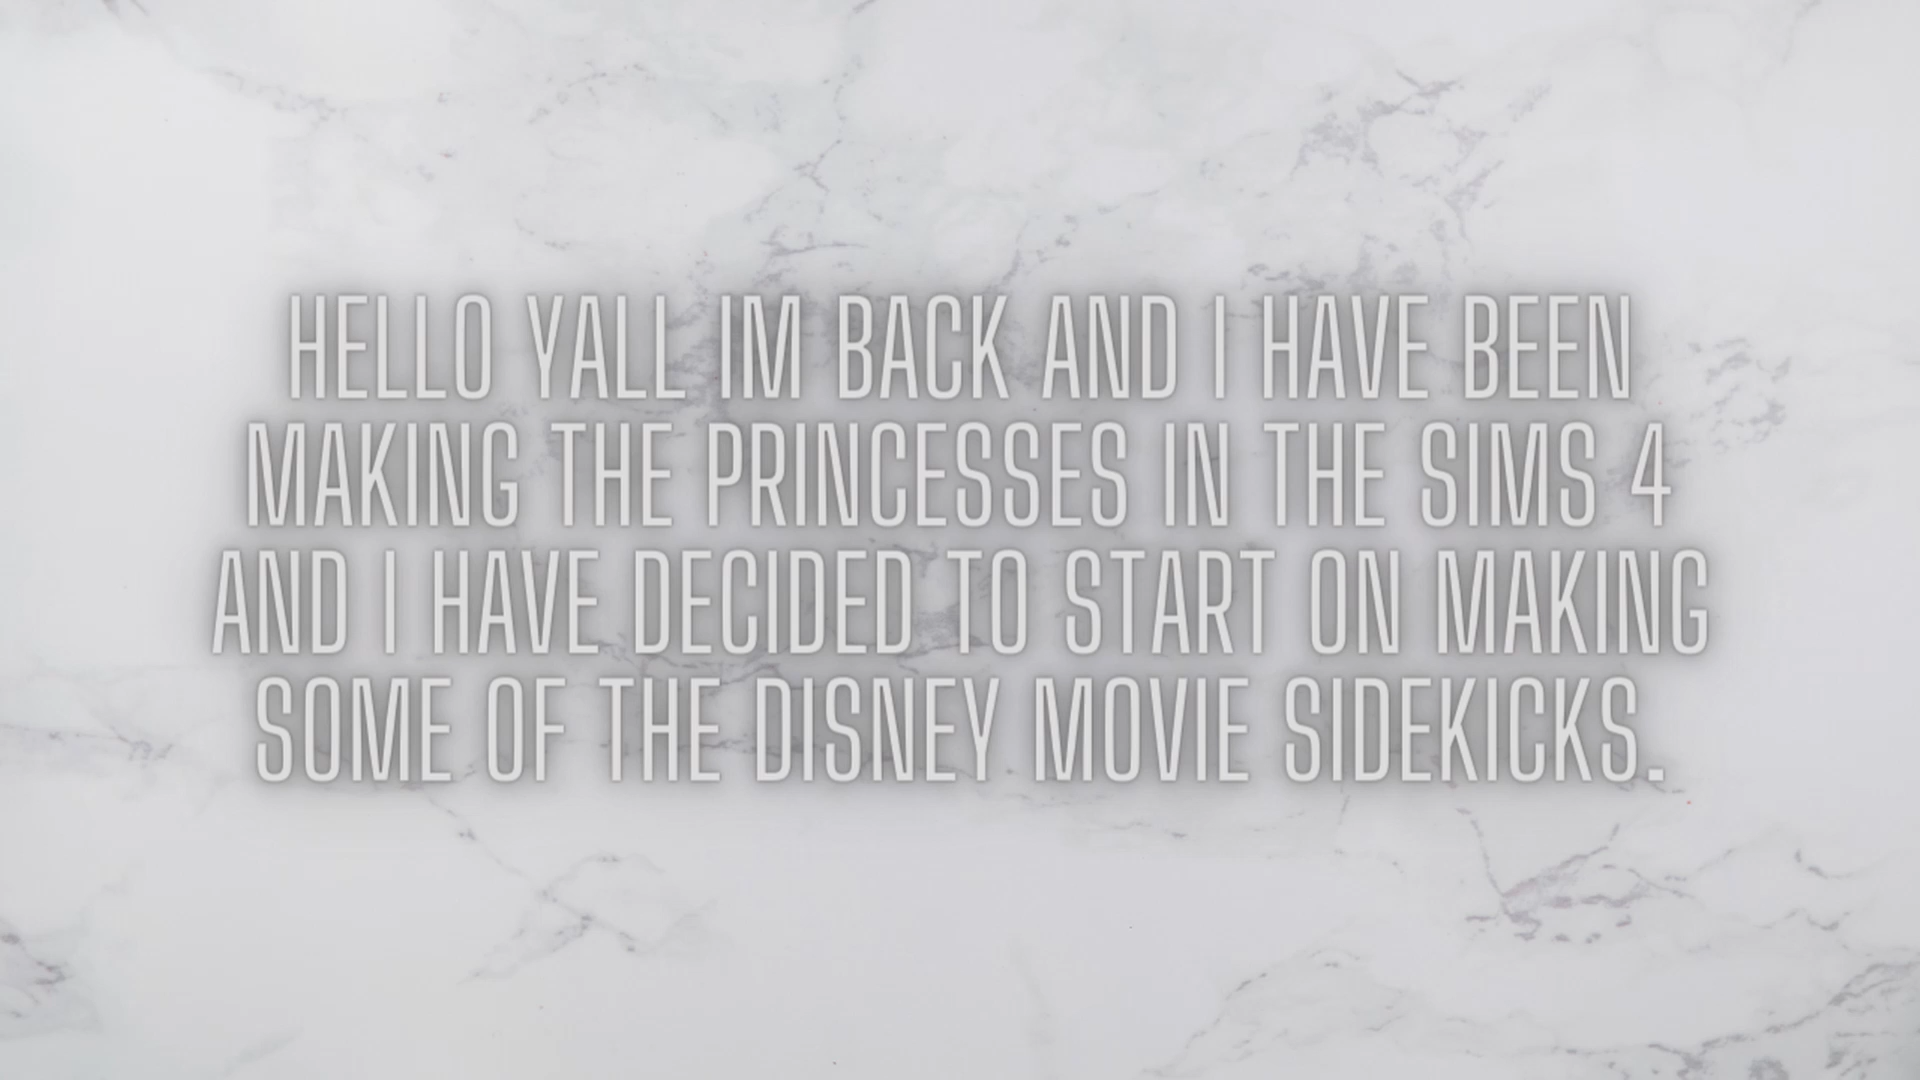 HELLO YALL IM BACK AND I HAVE BEEN
MAKING THE PRINCESSES IN THE SIMS 4
AND I HAVE DECIDED TO START ON MAKING
SOME OF THE DISNEY MOVIE SIDEKICKS.